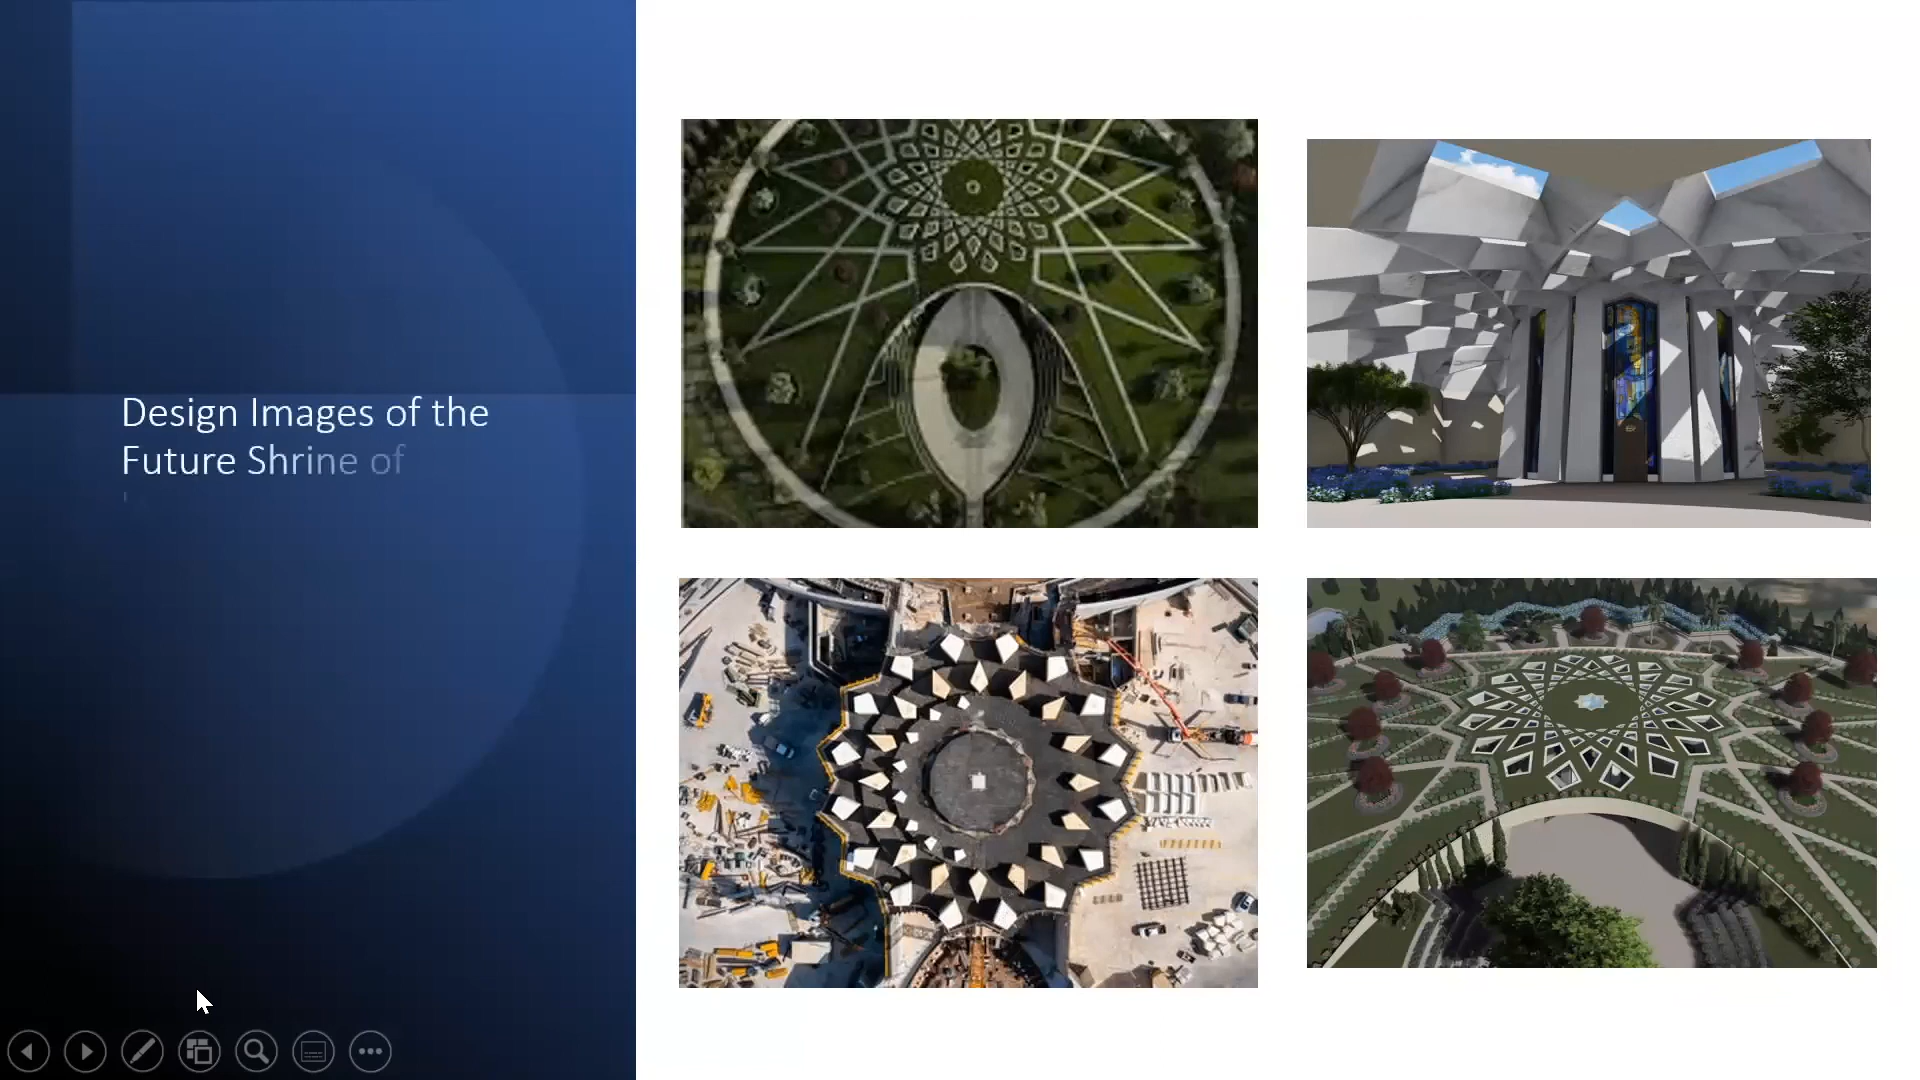 Design Images of the
Future Shrine of